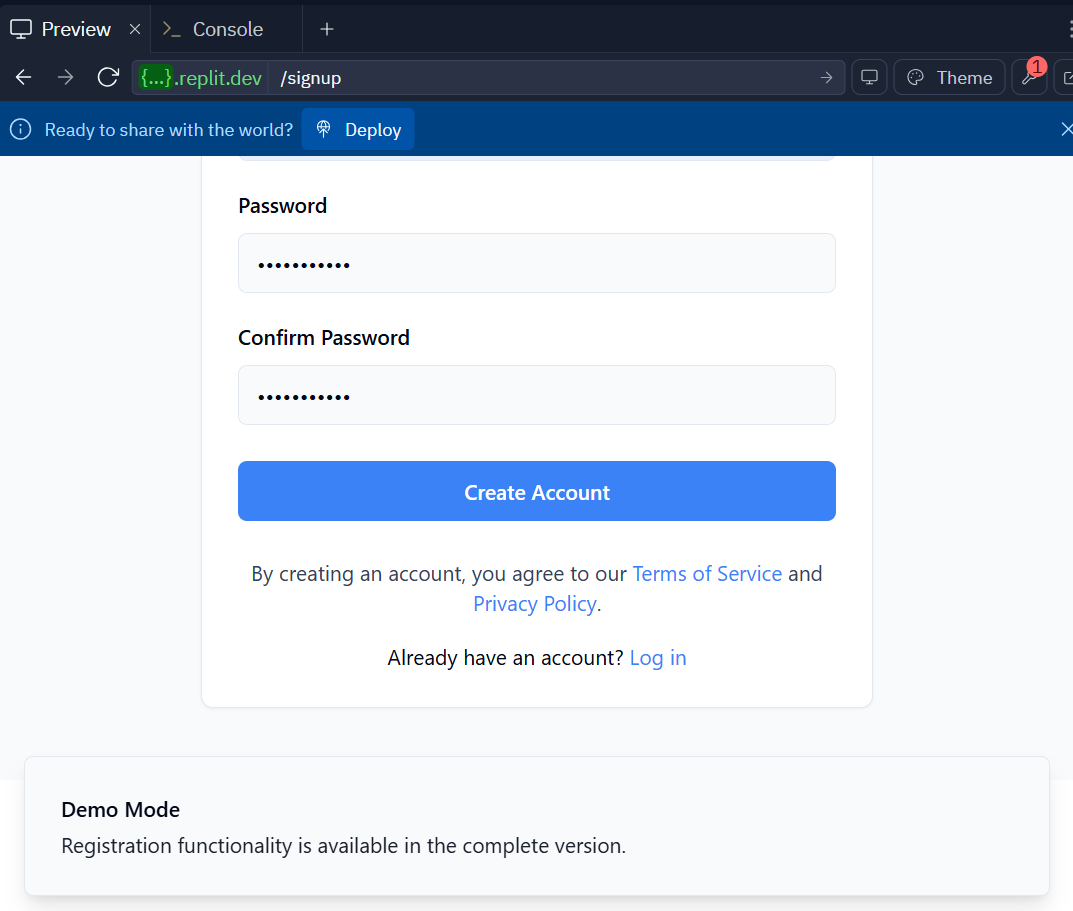 Preview
Console
{...}.replit.dev /signup
Theme
1
Ready to share with the world? Deploy
Password
•••••••••••
Confirm Password
•••••••••••
Create Account
By creating an account, you agree to our Terms of Service and
Privacy Policy.
Already have an account? Log in
Demo Mode
Registration functionality is available in the complete version.